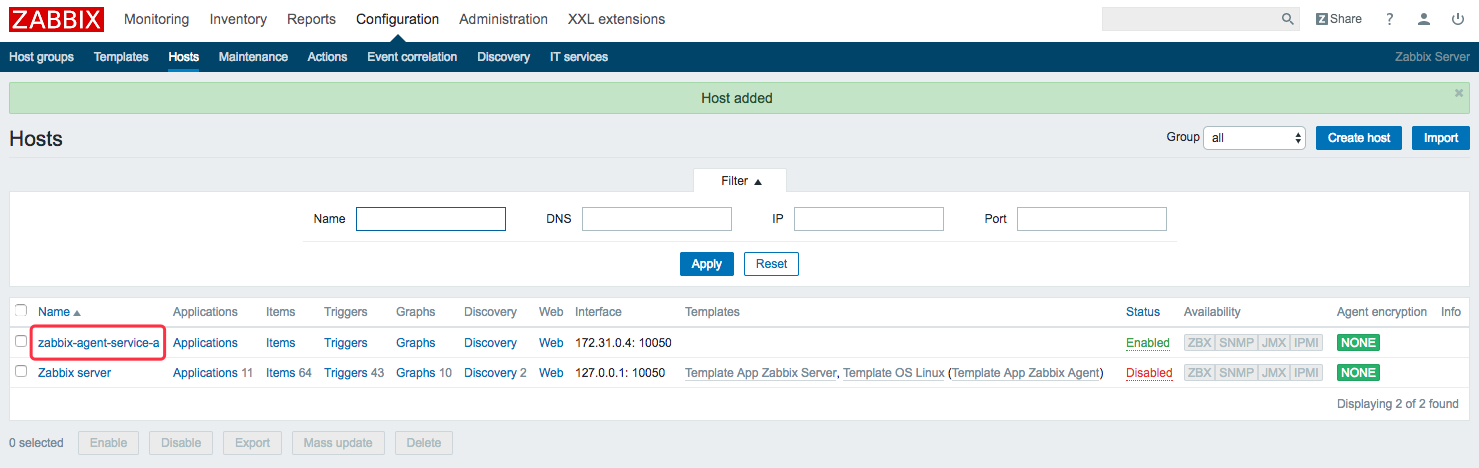 ZABBIX Monitoring Inventory Reports Configuration Administration XXL extensions Z Share ?
Host groups Templates Hosts Maintenance Actions Event correlation Discovery IT services Zabbix Server
Host added
Hosts Group all Create host Import
Filter
Name DNS IP Port
Apply Reset
Name Applications Items Triggers Graphs Discovery Web Interface Templates Status Availability Agent encryption Info
zabbix-agent-service-a Applications Items Triggers Graphs Discovery Web 172.31.0.4: 10050 Enabled ZBX SNMP JMX IPMI NONE
Zabbix server Applications 11 Items 64 Triggers 43 Graphs 10 Discovery 2 Web 127.0.0.1: 10050 Template App Zabbix Server, Template OS Linux (Template App Zabbix Agent) Disabled ZBX SNMP JMX IPMI NONE
Displaying 2 of 2 found
0 selected Enable Disable Export Mass update Delete